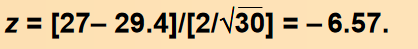 z = [27– 29.4]/[2/√30] = – 6.57.